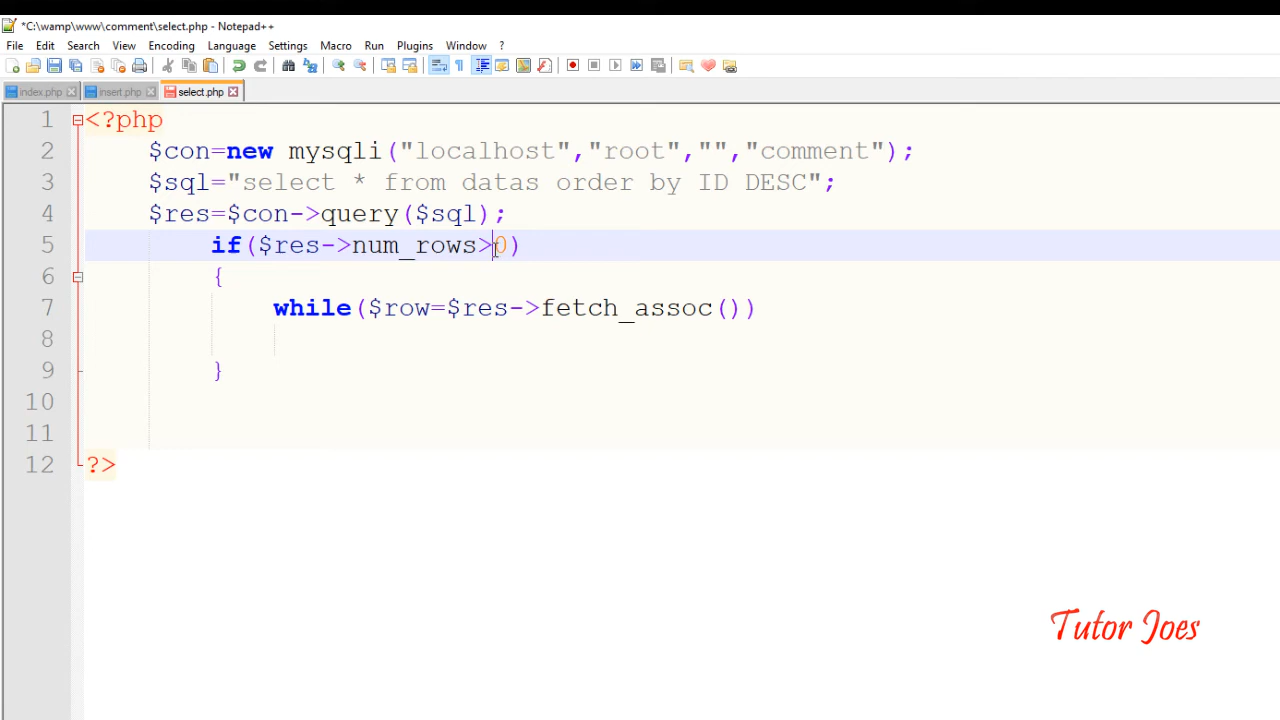 *C:\wamp\www\comment\select.php - Notepad++
File Edit Search View Encoding Language Settings Macro Run Plugins Window ?
index.php insert.php select.php
1 <?php
2 $con=new mysqli("localhost","root","","comment");
3 $sql="select * from datas order by ID DESC";
4 $res=$con->query($sql);
5 if($res->num_rows>0)
6 {
7 while($row=$res->fetch_assoc())
8
9 }
10
11
12 ?>
Tutor Joes